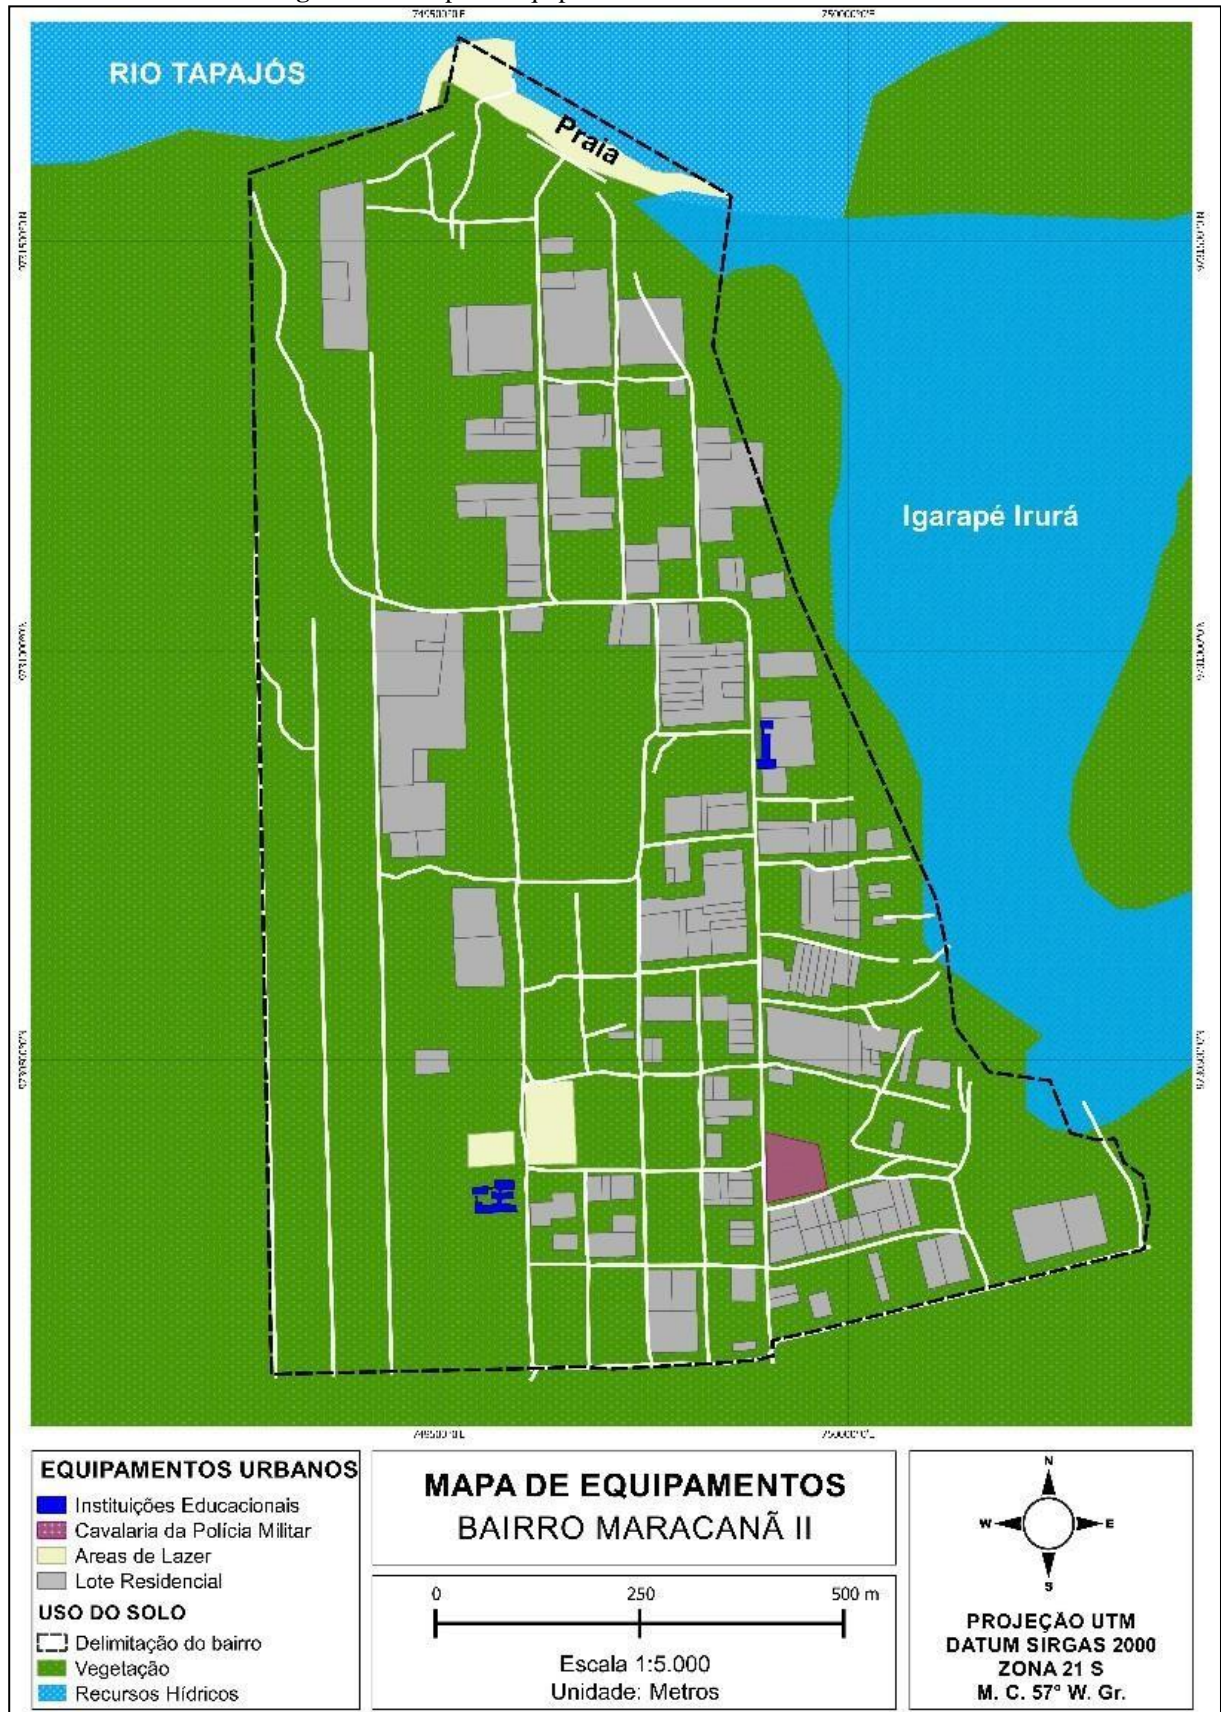 RIO TAPAJÓS
Praia
Igarapé Irurá
EQUIPAMENTOS URBANOS
Instituições Educacionais
Cavalaria da Polícia Militar
Areas de Lazer
Lote Residencial
USO DO SOLO
Delimitação do bairro
Vegetação
Recursos Hídricos
MAPA DE EQUIPAMENTOS
BAIRRO MARACANÃ II
0 250 500 m
Escala 1:5.000
Unidade: Metros
N
W E
S
PROJEÇÃO UTM
DATUM SIRGAS 2000
ZONA 21 S
M. C. 57° W. Gr.